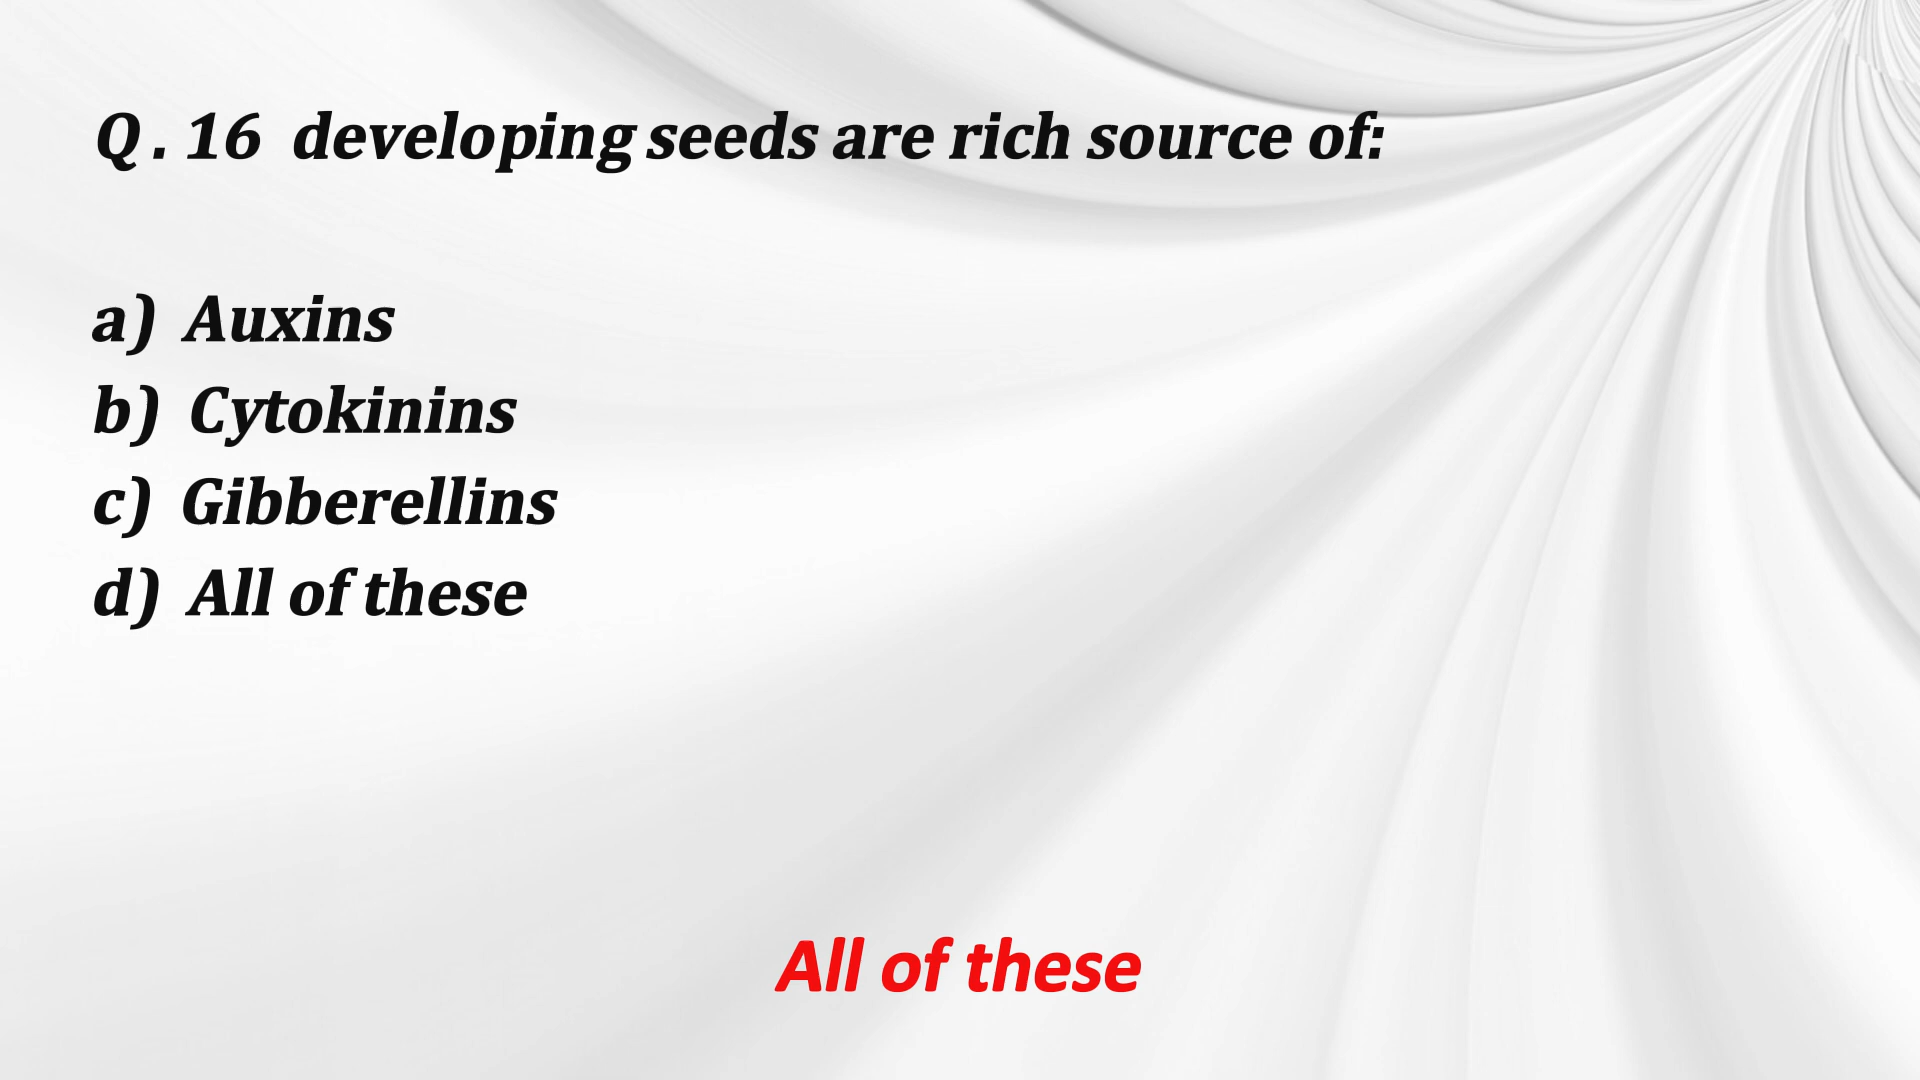 Q . 16 developing seeds are rich source of:
a) Auxins
b) Cytokinins
c) Gibberellins
d) All of these
All of these